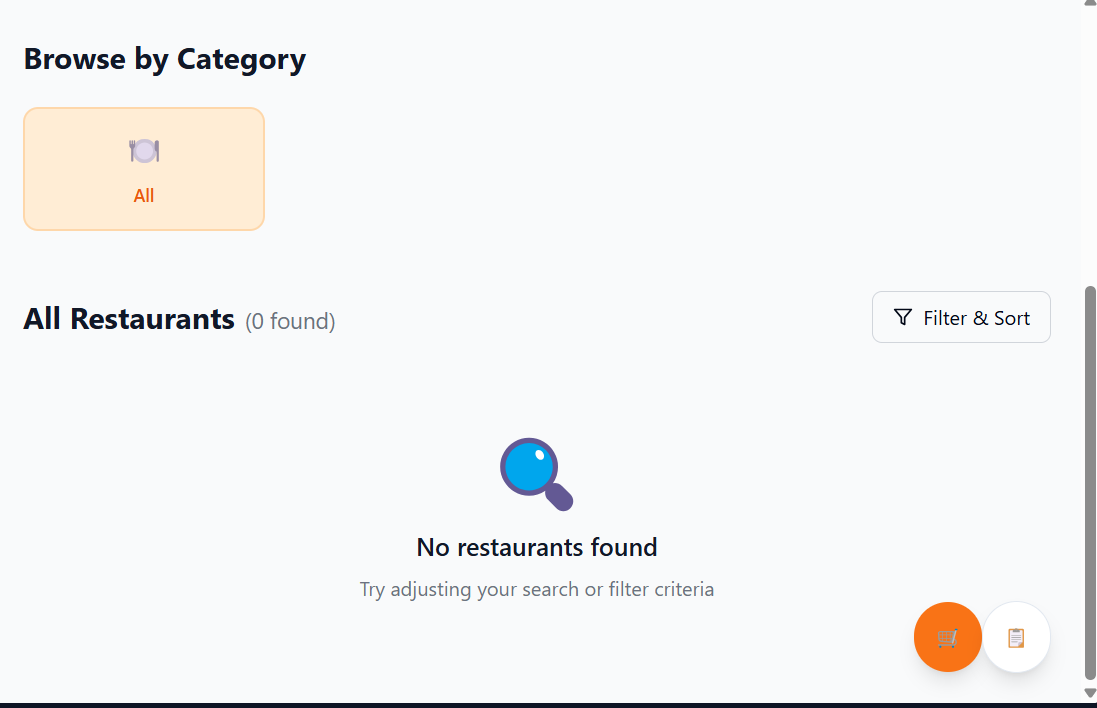 Browse by Category
All
All Restaurants (0 found)
Filter & Sort
No restaurants found
Try adjusting your search or filter criteria